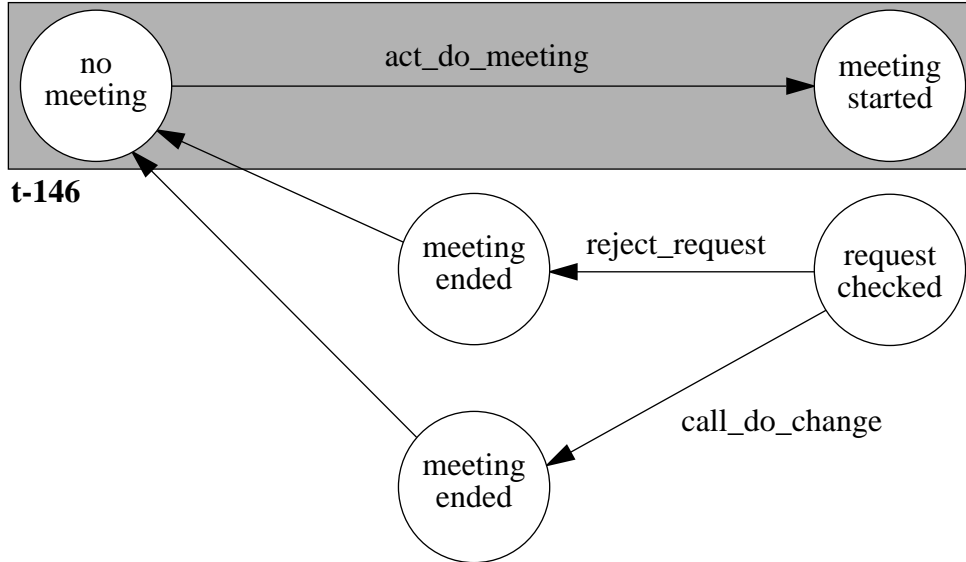 no
meeting
act_do_meeting
meeting
started
t-146
meeting
ended
reject_request
request
checked
call_do_change
meeting
ended